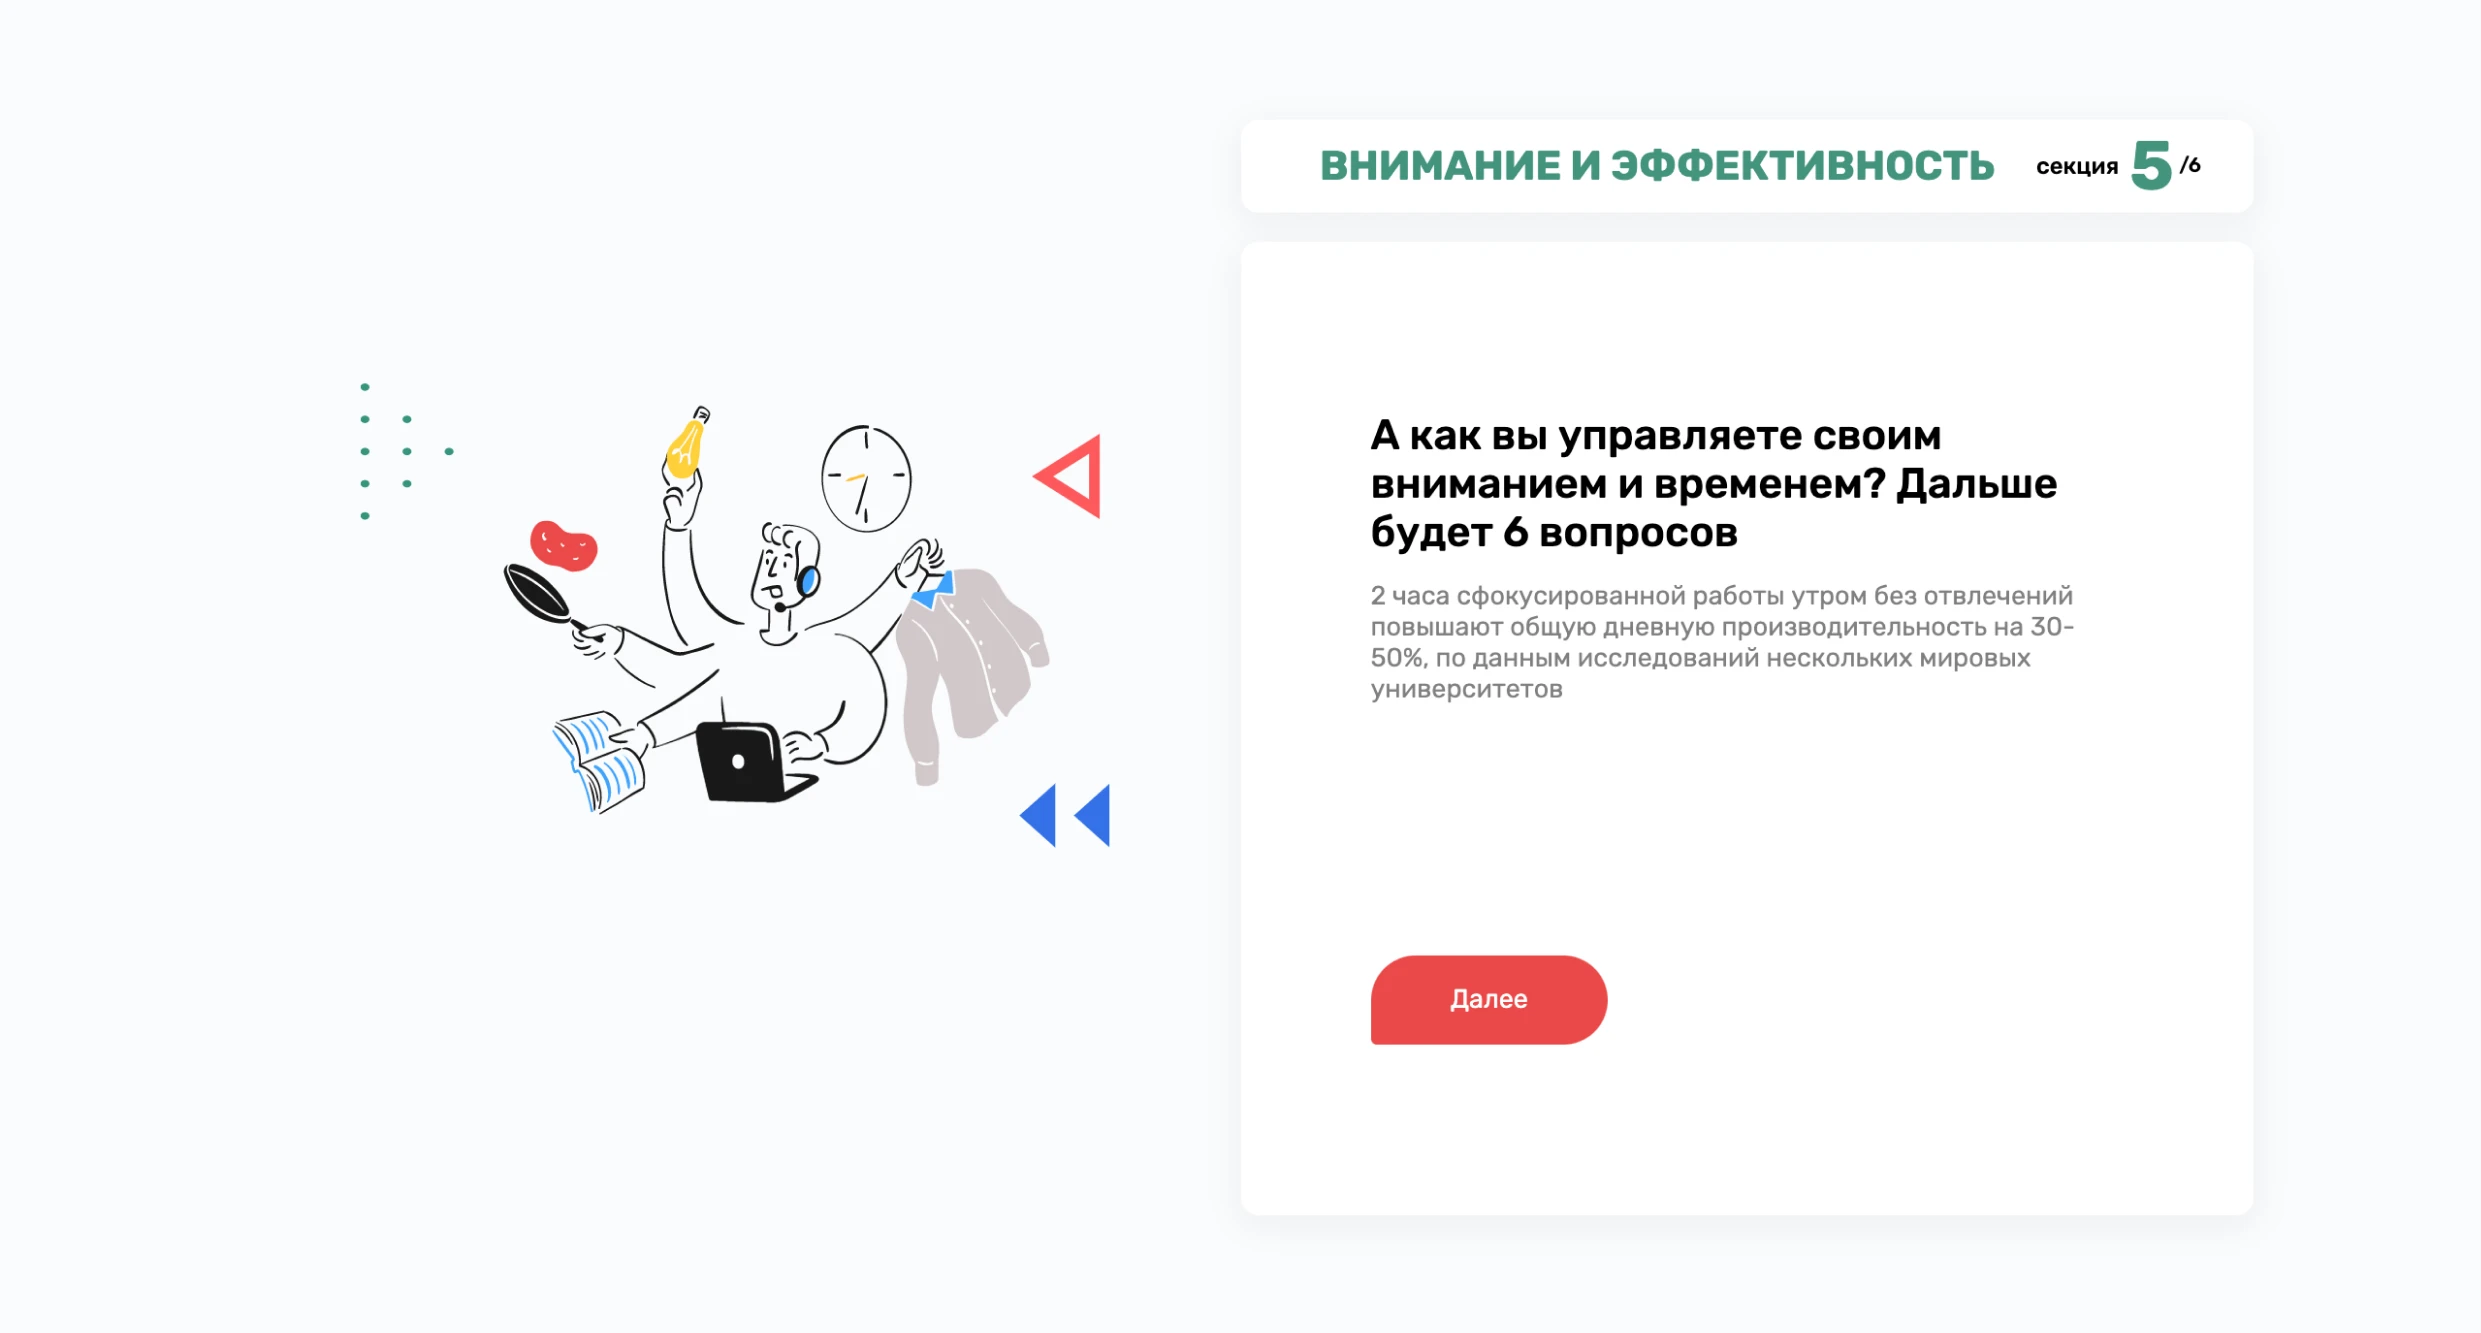 ВНИМАНИЕ И ЭФФЕКТИВНОСТЬ секция 5 /6
А как вы управляете своим
вниманием и временем? Дальше
будет 6 вопросов
2 часа сфокусированной работы утром без отвлечений
повышают общую дневную производительность на 30-
50%, по данным исследований нескольких мировых
университетов
Далее